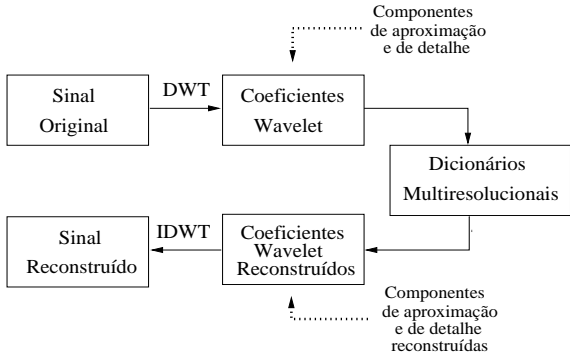 Componentes
de aproximação
e de detalhe
Sinal
Original
DWT
Coeficientes
Wavelet
Dicionários
Multiresolucionais
Sinal
Reconstruído
IDWT
Coeficientes
Wavelet
Reconstruídos
Componentes
de aproximação
e de detalhe
reconstruídas